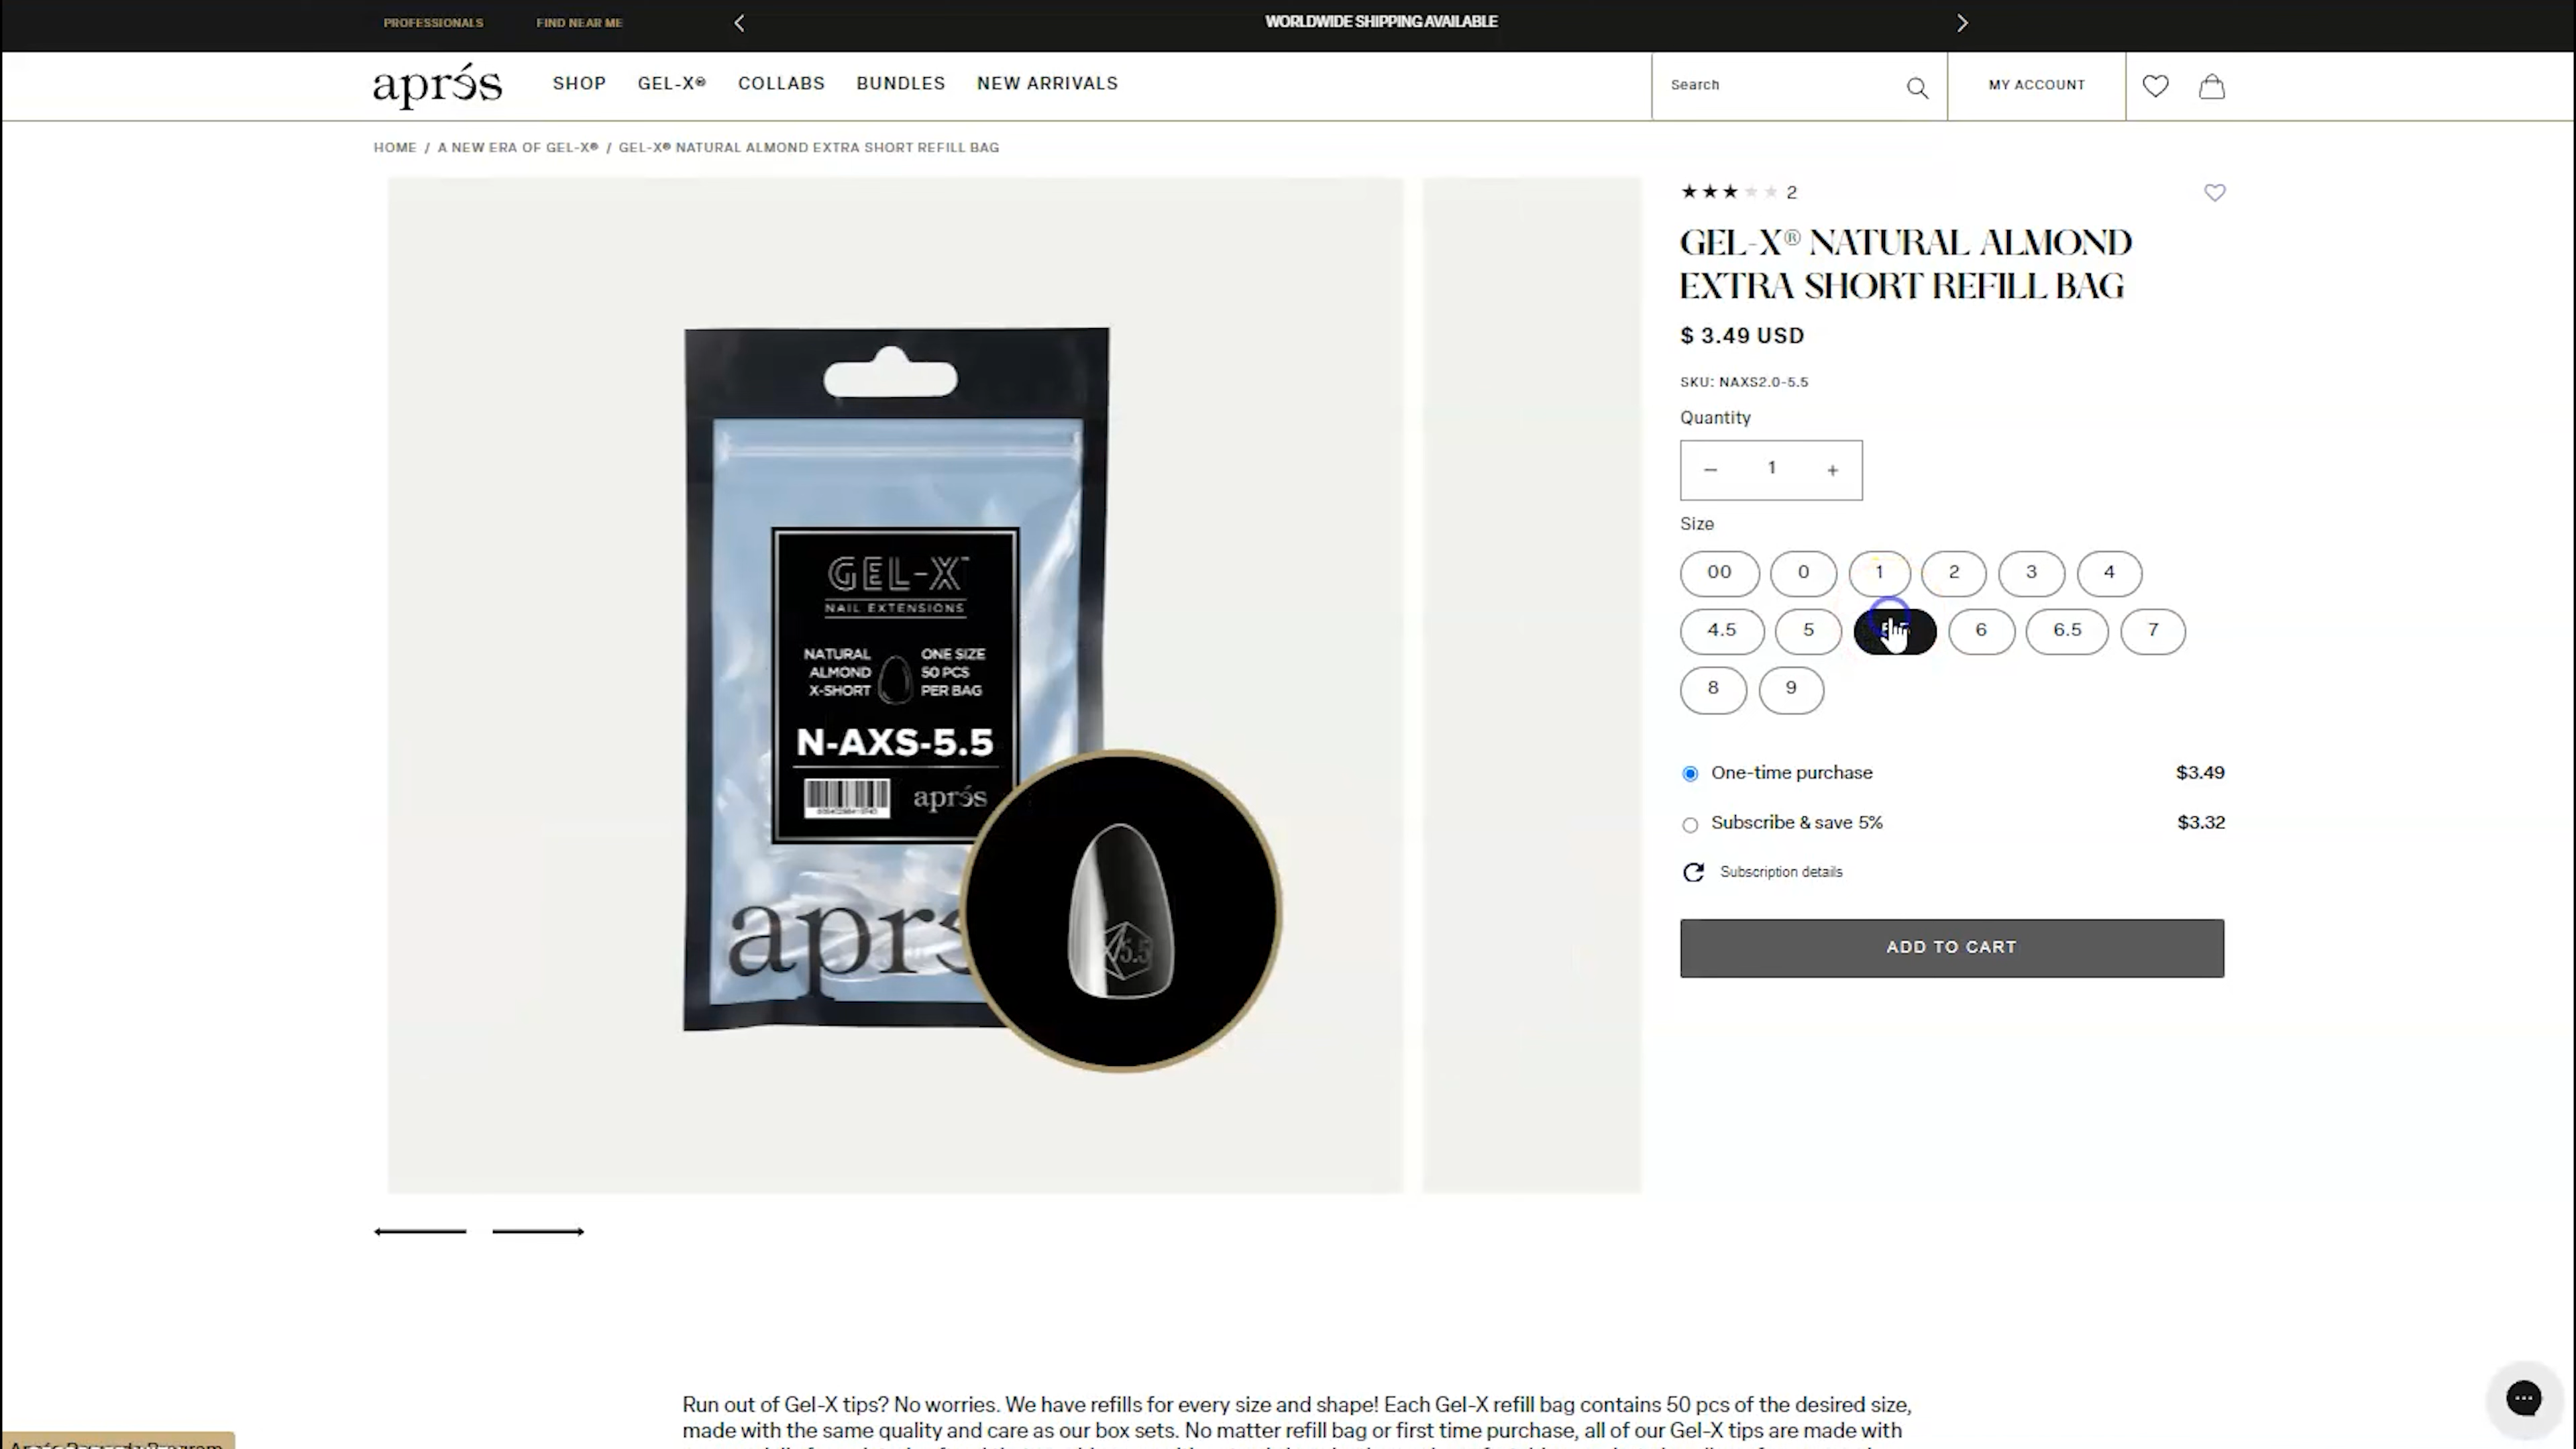 PROFESSIONALS
FIND NEAR ME
WORLDWIDE SHIPPING AVAILABLE
aprés
SHOP
GEL-X®
COLLABS
BUNDLES
NEW ARRIVALS
Search
MY ACCOUNT
HOME / A NEW ERA OF GEL-X® / GEL-X® NATURAL ALMOND EXTRA SHORT REFILL BAG
2
GEL-X® NATURAL ALMOND
EXTRA SHORT REFILL BAG
$ 3.49 USD
SKU: NAXS2.0-5.5
Quantity
− 1 +
Size
00 0 1 2 3 4
4.5 5 6 6.5 7
8 9
One-time purchase $3.49
Subscribe & save 5% $3.32
Subscription details
ADD TO CART
GEL-X™
NAIL EXTENSIONS
NATURAL
ALMOND
X-SHORT
ONE SIZE
50 PCS
PER BAG
N-AXS-5.5
aprés
aprs
5.5
Run out of Gel-X tips? No worries. We have refills for every size and shape! Each Gel-X refill bag contains 50 pcs of the desired size,
made with the same quality and care as our box sets. No matter refill bag or first time purchase, all of our Gel-X tips are made with